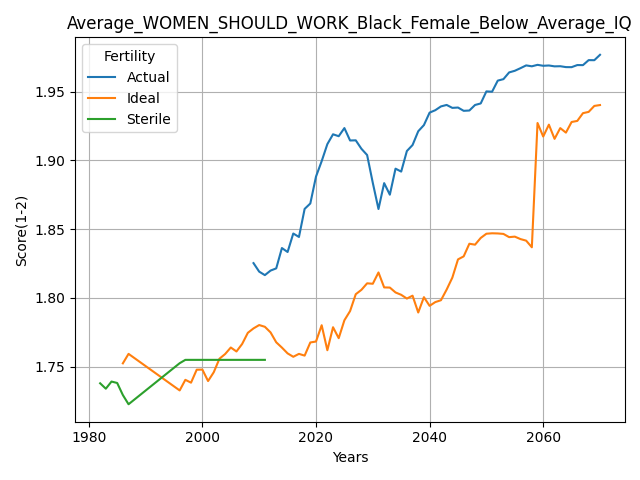 Average_WOMEN_SHOULD_WORK_Black_Female_Below_Average_IQ
Fertility
Actual
Ideal
Sterile
Score(1-2)
1.95
1.90
1.85
1.80
1.75
1980 2000 2020 2040 2060
Years